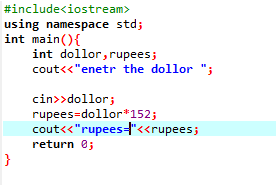 #include<iostream>
using namespace std;
int main(){
    int dollor,rupees;
    cout<<"enetr the dollor ";

    cin>>dollor;
    rupees=dollor*152;
    cout<<"rupees="<<rupees;
    return 0;
}